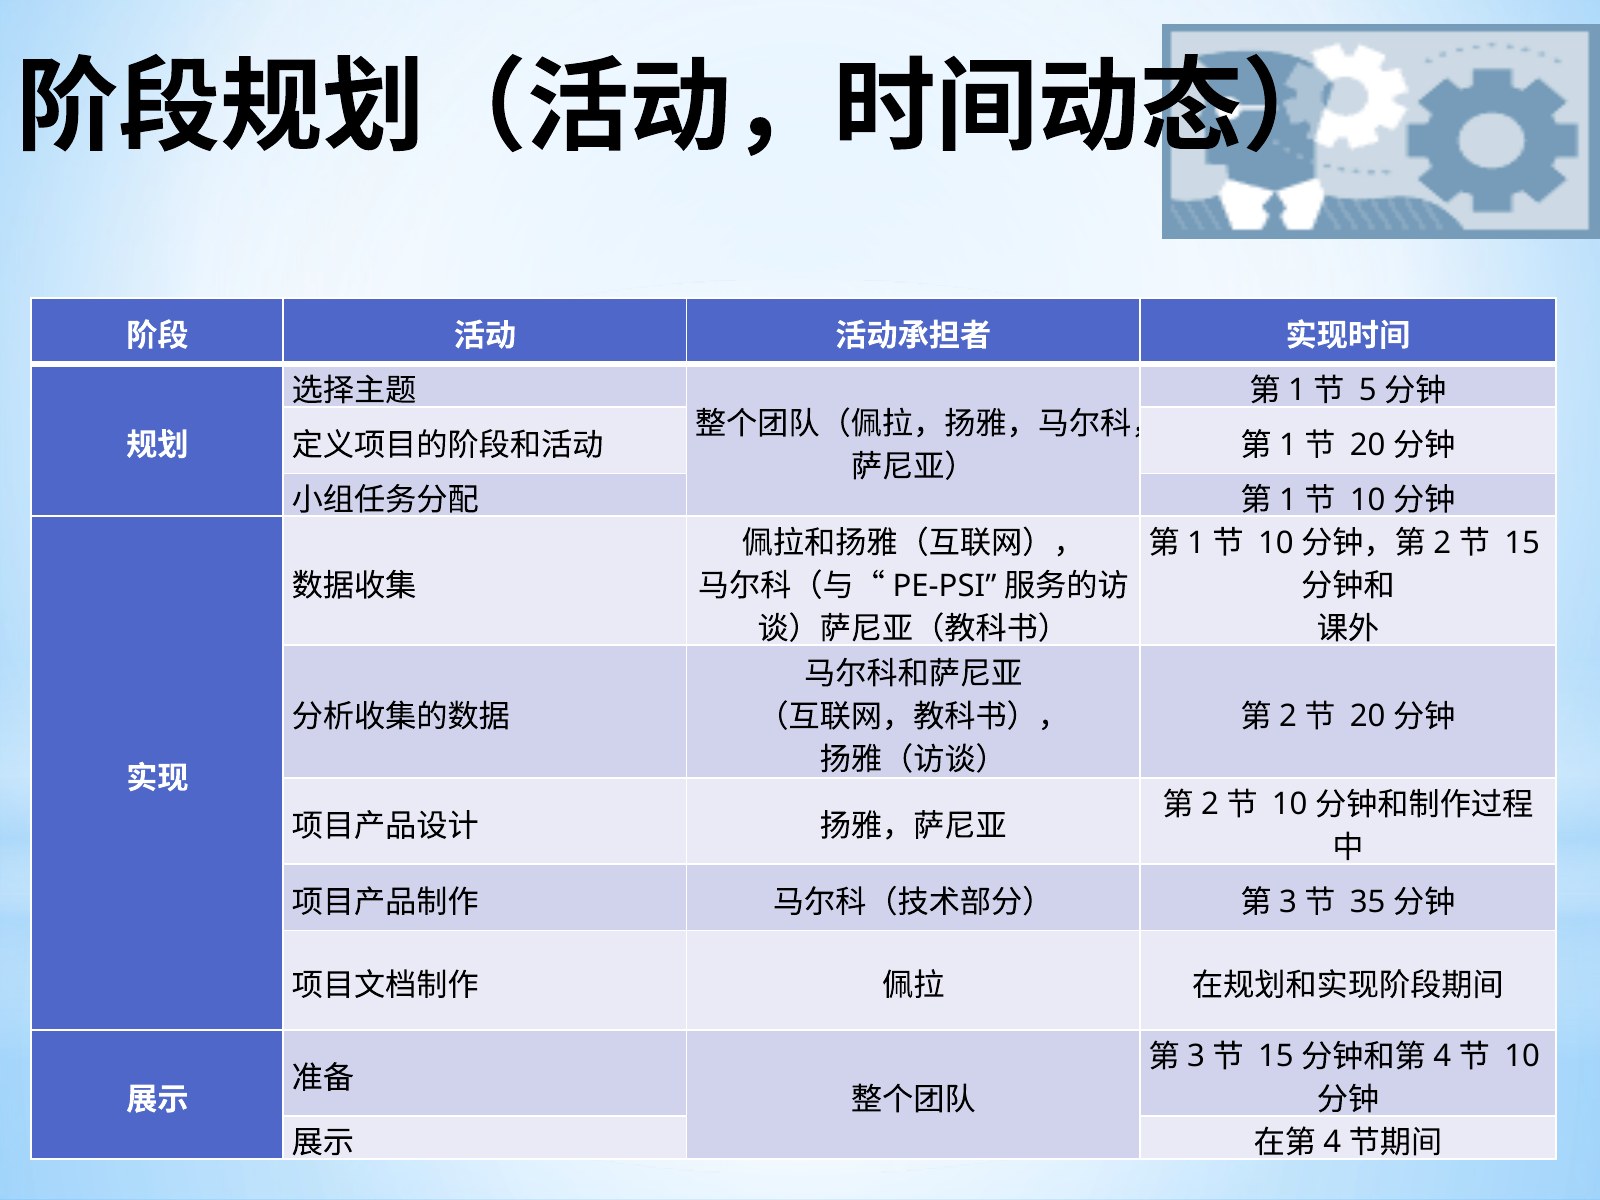 阶段规划（活动，时间动态）
阶段
活动
活动承担者
实现时间
规划
选择主题
整个团队（佩拉，扬雅，马尔科，
萨尼亚）
第 1 节 5 分钟
定义项目的阶段和活动
第 1 节 20 分钟
小组任务分配
第 1 节 10 分钟
实现
数据收集
佩拉和扬雅（互联网），
马尔科（与 “ PE-PSI” 服务的访
谈）萨尼亚（教科书）
第 1 节 10 分钟，第 2 节 15
分钟和
课外
分析收集的数据
马尔科和萨尼亚
（互联网，教科书），
扬雅（访谈）
第 2 节 20 分钟
项目产品设计
扬雅，萨尼亚
第 2 节 10 分钟和制作过程
中
项目产品制作
马尔科（技术部分）
第 3 节 35 分钟
项目文档制作
佩拉
在规划和实现阶段期间
展示
准备
整个团队
第 3 节 15 分钟和第 4 节 10
分钟
展示
在第 4 节期间